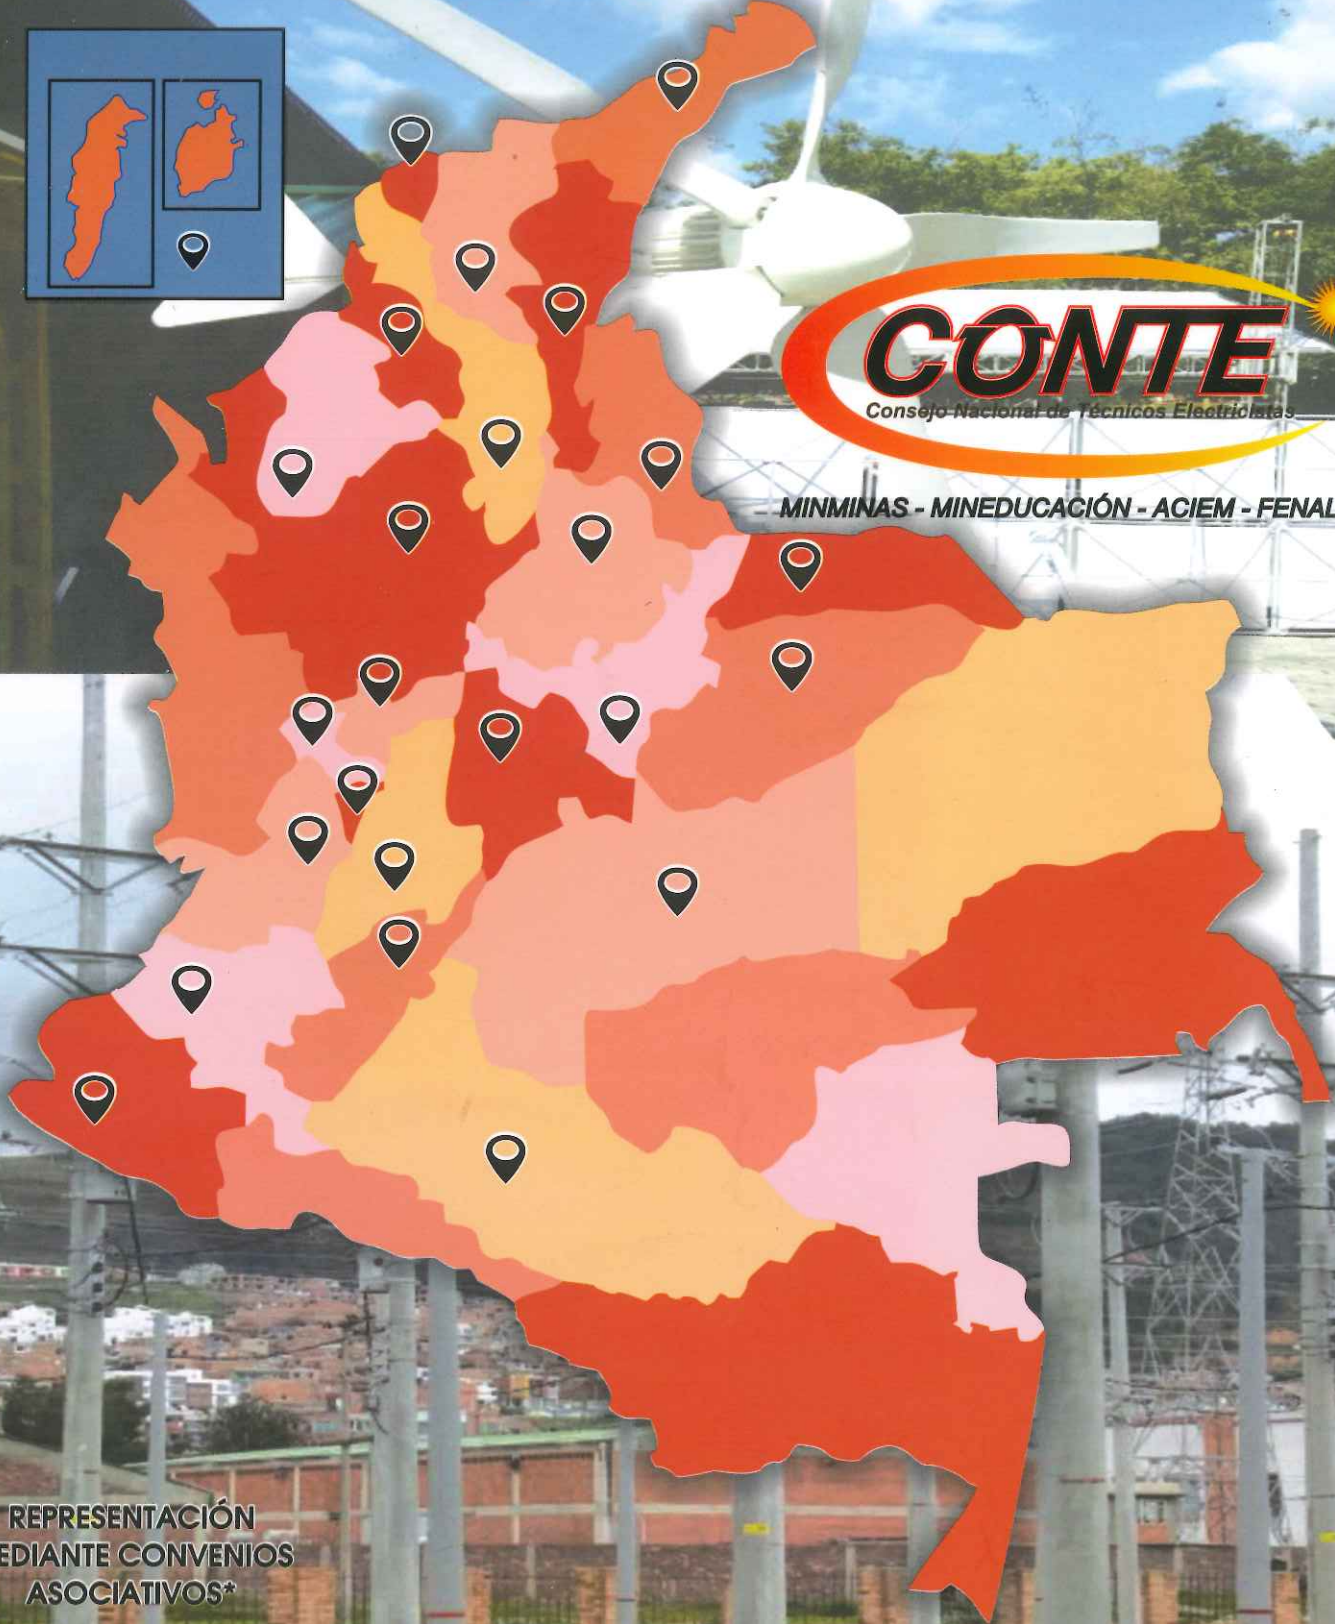 CONTE
Consejo Nacional de Técnicos Electricistas
MINMINAS - MINEDUCACIÓN - ACIEM - FENAL
REPRESENTACIÓN
EDIANTE CONVENIOS
ASOCIATIVOS*